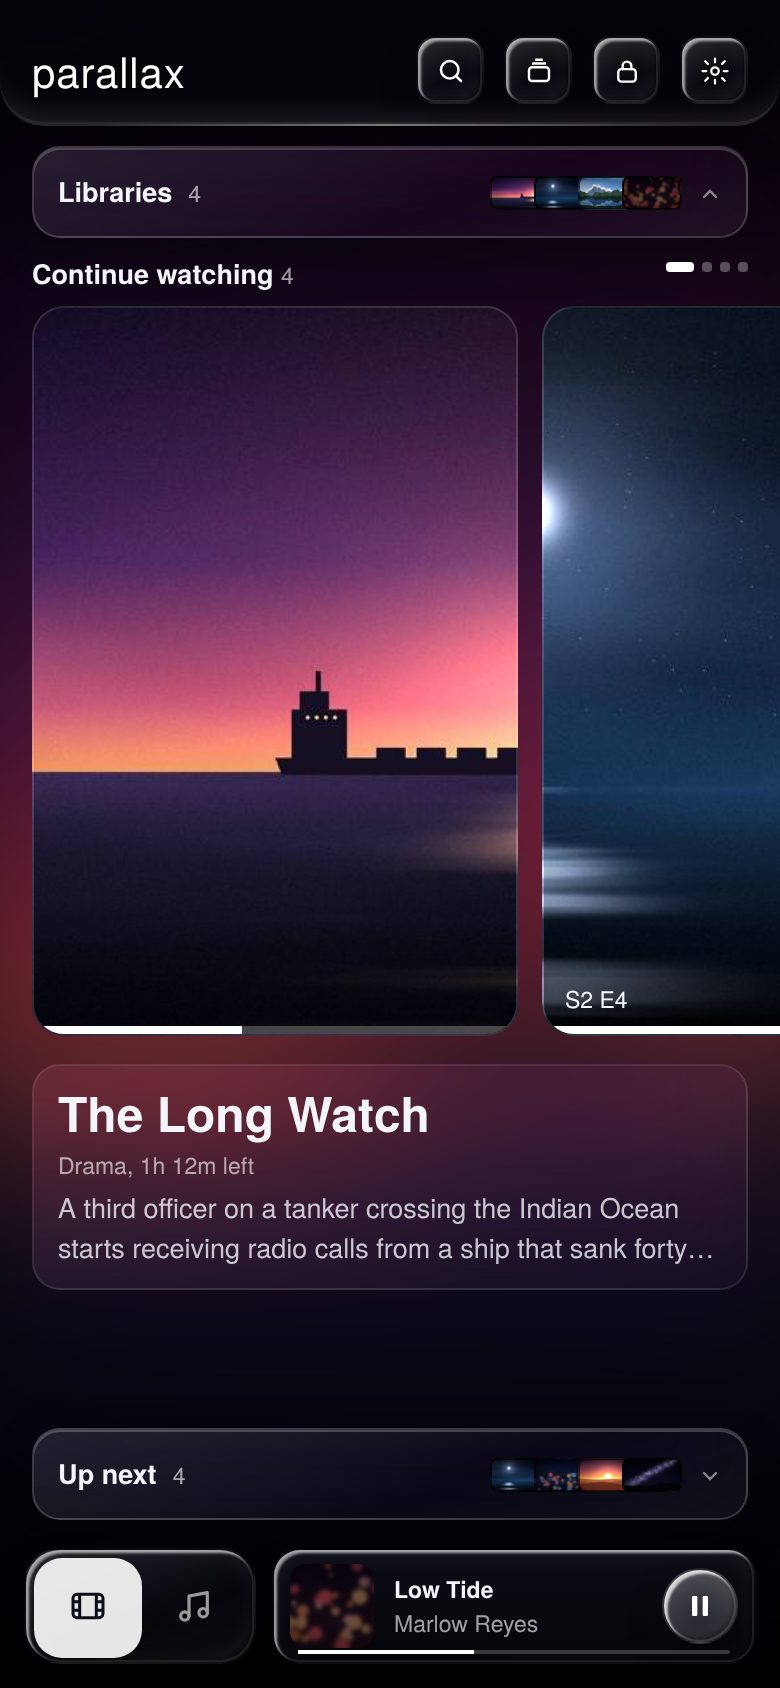 parallax
Libraries 4
Continue watching 4
S2 E4
The Long Watch
Drama, 1h 12m left
A third officer on a tanker crossing the Indian Ocean
starts receiving radio calls from a ship that sank forty…
Up next 4
Low Tide
Marlow Reyes